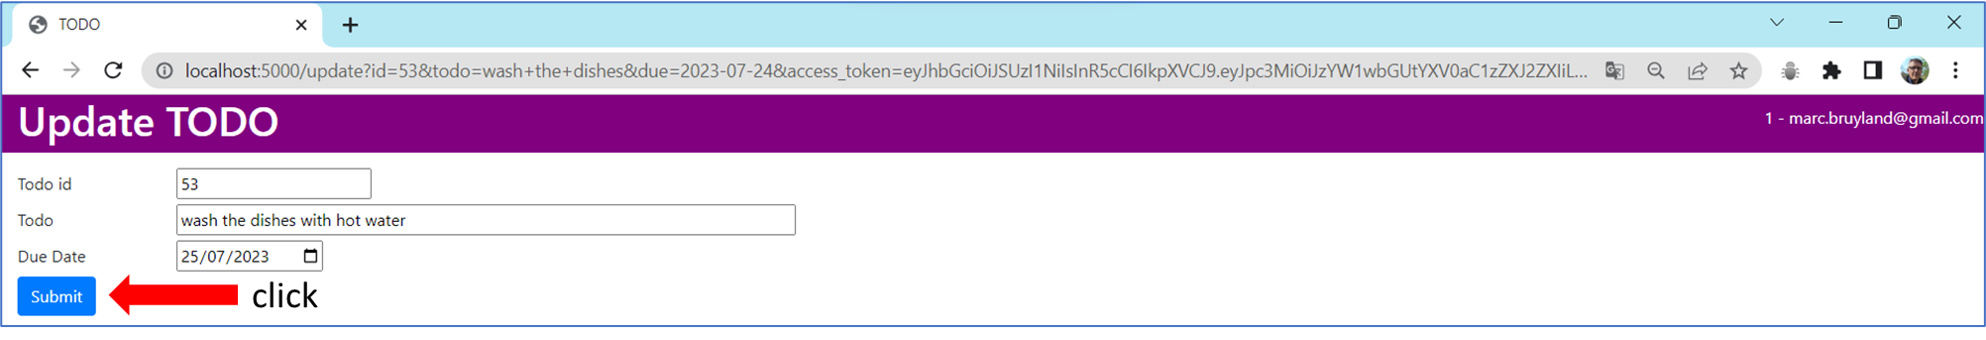 TODO
localhost:5000/update?id=53&todo=wash+the+dishes&due=2023-07-24&access_token=eyJhbGciOiJSUzI1NiIsInR5cCI6IkpXVCJ9.eyJpc3MiOiJzYW1wbGUtYXV0aC1zZXJ2ZXIiL...
Update TODO
1 - marc.bruyland@gmail.com
Todo id 53
Todo wash the dishes with hot water
Due Date 25/07/2023
Submit click